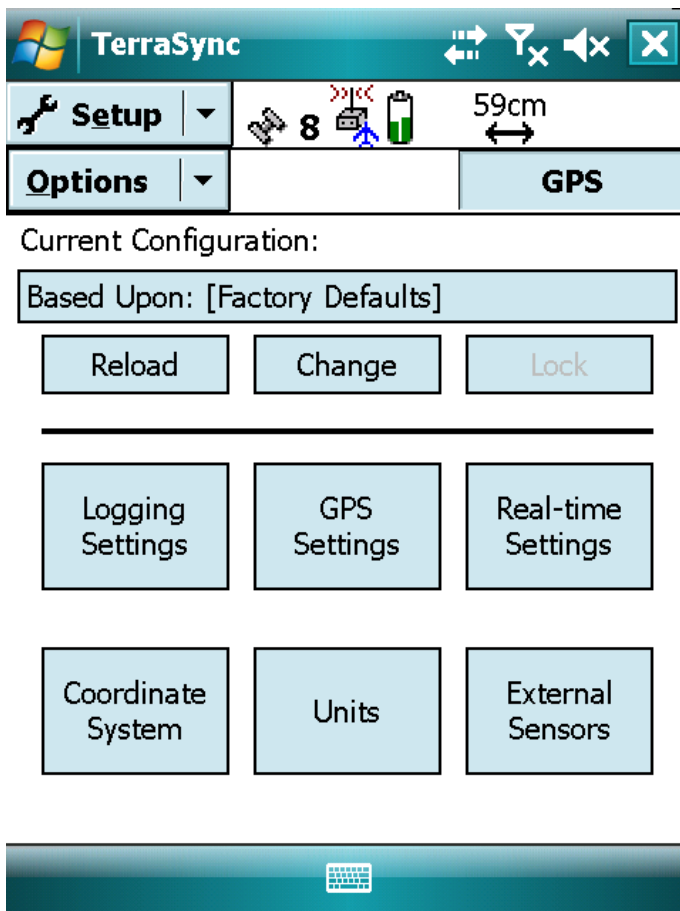 TerraSync
Setup
8
59cm
Options
GPS
Current Configuration:
Based Upon: [Factory Defaults]
Reload
Change
Lock
Logging
Settings
GPS
Settings
Real-time
Settings
Coordinate
System
Units
External
Sensors